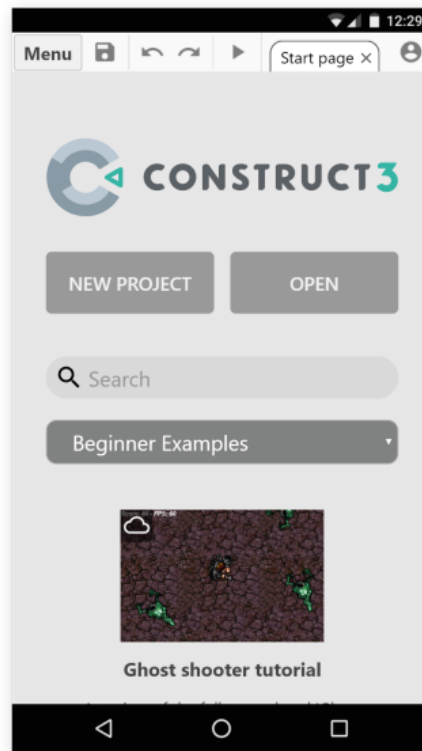 12:29
Menu
Start page ×
CONSTRUCT3
NEW PROJECT OPEN
Search
Beginner Examples
FPS: 60
Ghost shooter tutorial